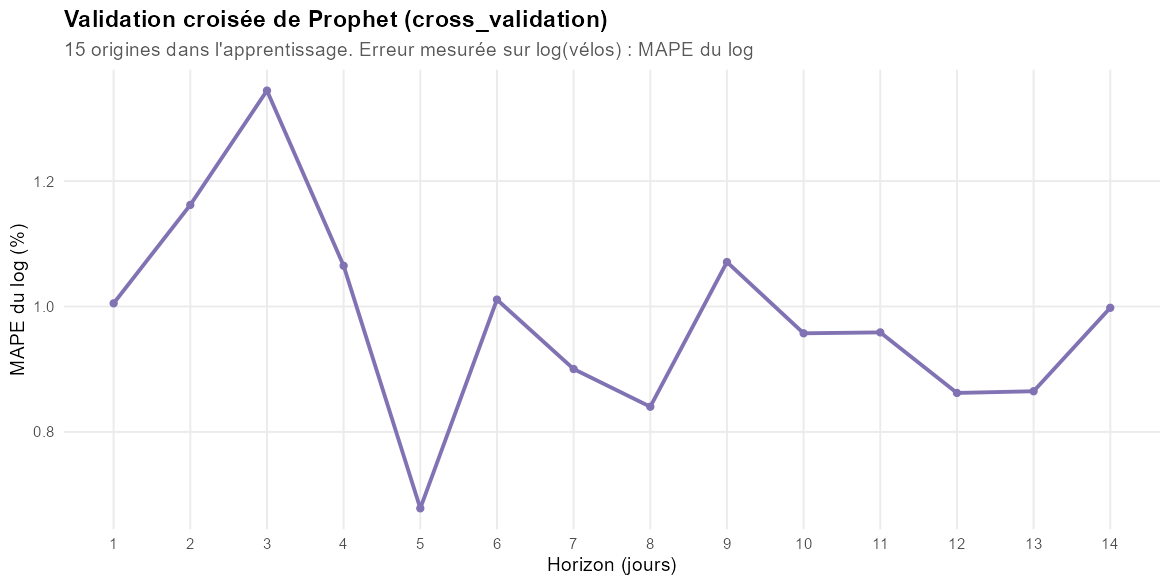 Validation croisée de Prophet (cross_validation)
15 origines dans l'apprentissage. Erreur mesurée sur log(vélos) : MAPE du log
MAPE du log (%)
1.2
1.0
0.8
1 2 3 4 5 6 7 8 9 10 11 12 13 14
Horizon (jours)